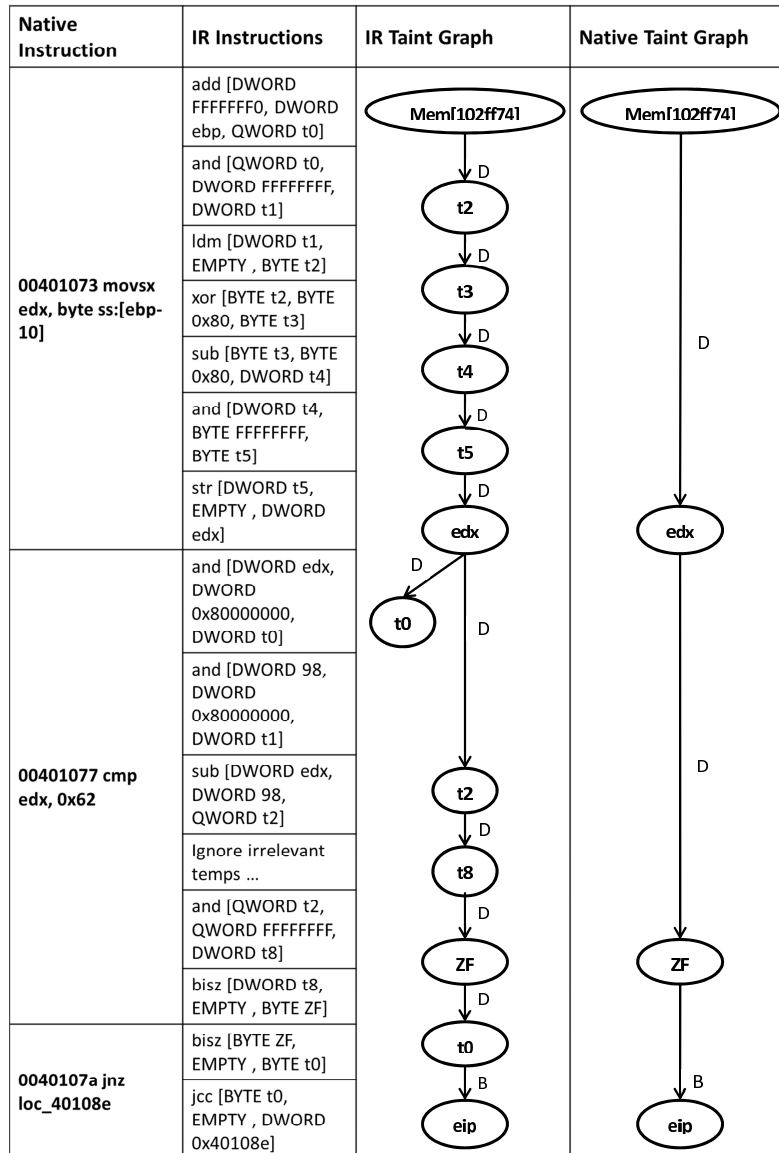 Native
Instruction
IR Instructions
IR Taint Graph
Native Taint Graph
00401073 movsx
edx, byte ss:[ebp-
10]
add [DWORD
FFFFFFF0, DWORD
ebp, QWORD t0]
and [QWORD t0,
DWORD FFFFFFFF,
DWORD t1]
ldm [DWORD t1,
EMPTY , BYTE t2]
xor [BYTE t2, BYTE
0x80, BYTE t3]
sub [BYTE t3, BYTE
0x80, DWORD t4]
and [DWORD t4,
BYTE FFFFFFFF,
BYTE t5]
str [DWORD t5,
EMPTY , DWORD
edx]
Mem[102ff74]
D
t2
D
t3
D
t4
D
t5
D
edx
Mem[102ff74]
D
edx
00401077 cmp
edx, 0x62
and [DWORD edx,
DWORD
0x80000000,
DWORD t0]
and [DWORD 98,
DWORD
0x80000000,
DWORD t1]
sub [DWORD edx,
DWORD 98,
QWORD t2]
Ignore irrelevant
temps ...
and [QWORD t2,
QWORD FFFFFFFF,
DWORD t8]
bisz [DWORD t8,
EMPTY , BYTE ZF]
D
t0
D
t2
D
t8
D
ZF
D
D
ZF
0040107a jnz
loc_40108e
bisz [BYTE ZF,
EMPTY , BYTE t0]
jcc [BYTE t0,
EMPTY , DWORD
0x40108e]
t0
B
eip
B
eip